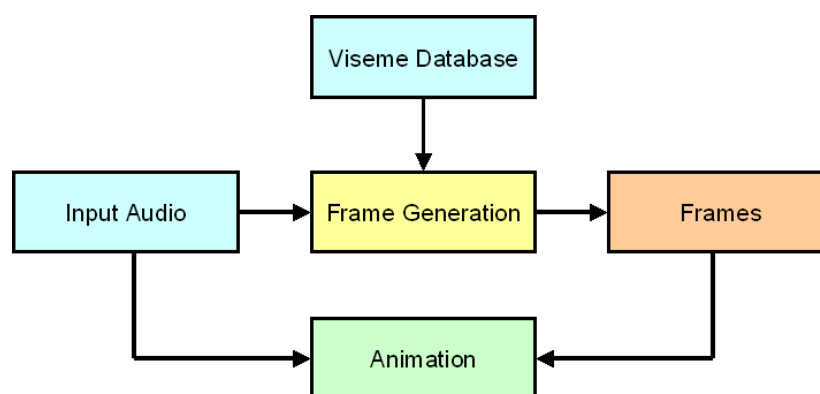 Viseme Database
Input Audio
Frame Generation
Frames
Animation